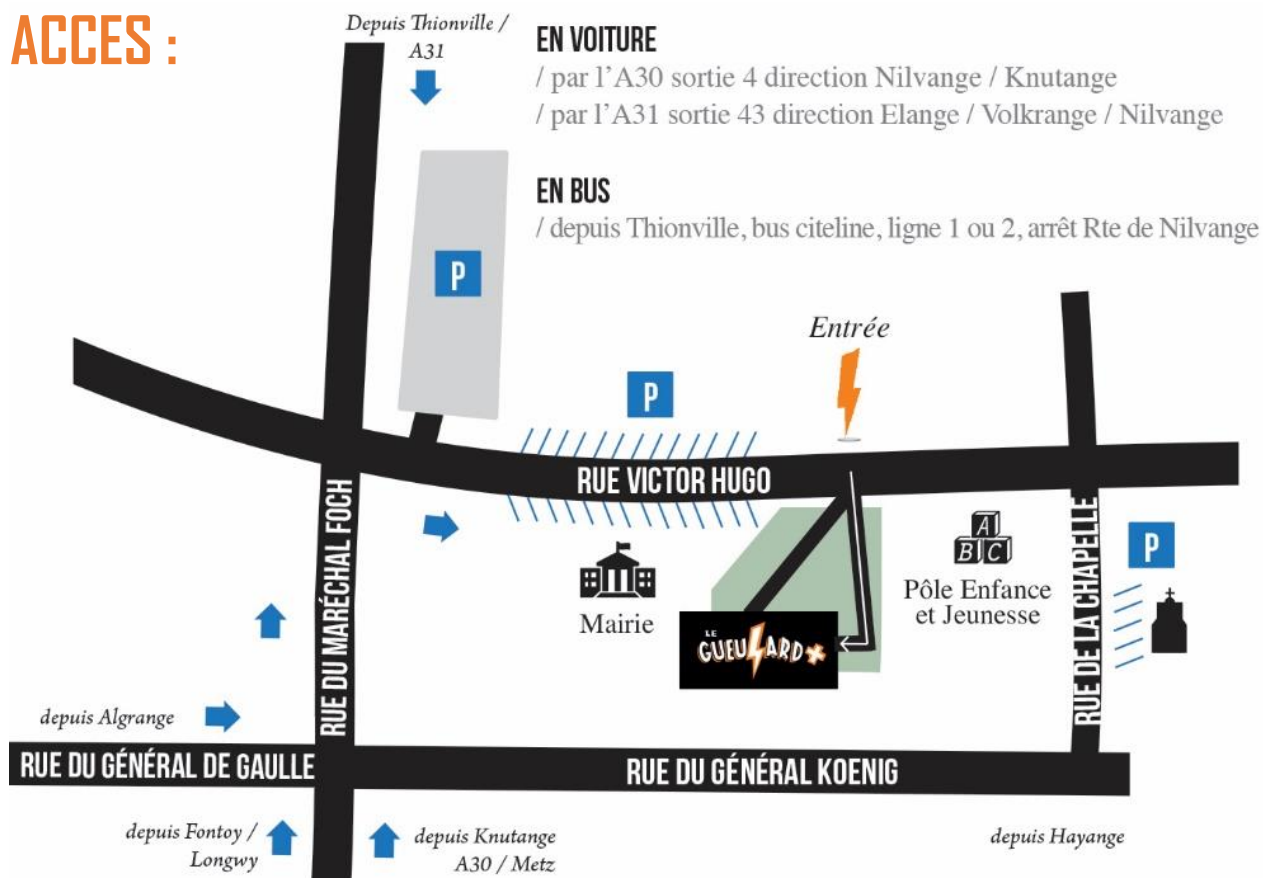 ACCES :
Depuis Thionville /
A31
EN VOITURE
/ par l'A30 sortie 4 direction Nilvange / Knutange
/ par l'A31 sortie 43 direction Elange / Volkrange / Nilvange
EN BUS
/ depuis Thionville, bus citeline, ligne 1 ou 2, arrêt Rte de Nilvange
P
Entrée
P
RUE VICTOR HUGO
RUE DU MARÉCHAL FOCH
Mairie
LE
GUEULARD+
A
B C
Pôle Enfance
et Jeunesse
RUE DE LA CHAPELLE
P
depuis Algrange
RUE DU GÉNÉRAL DE GAULLE
RUE DU GÉNÉRAL KOENIG
depuis Fontoy /
Longwy
depuis Knutange
A30 / Metz
depuis Hayange